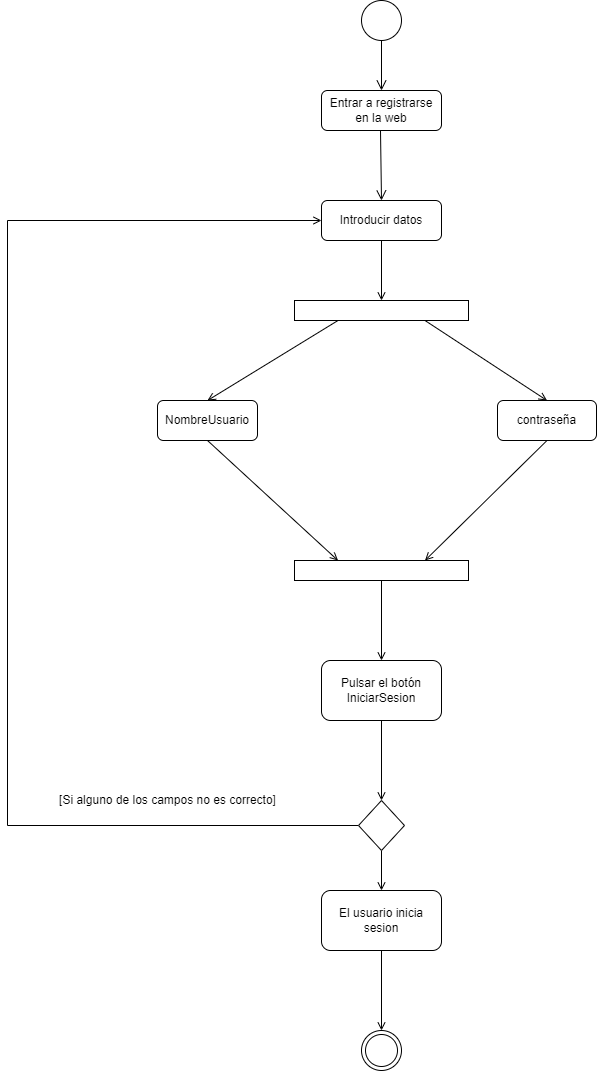 Entrar a registrarse
en la web
Introducir datos
NombreUsuario
contraseña
Pulsar el botón
IniciarSesion
[Si alguno de los campos no es correcto]
El usuario inicia
sesion